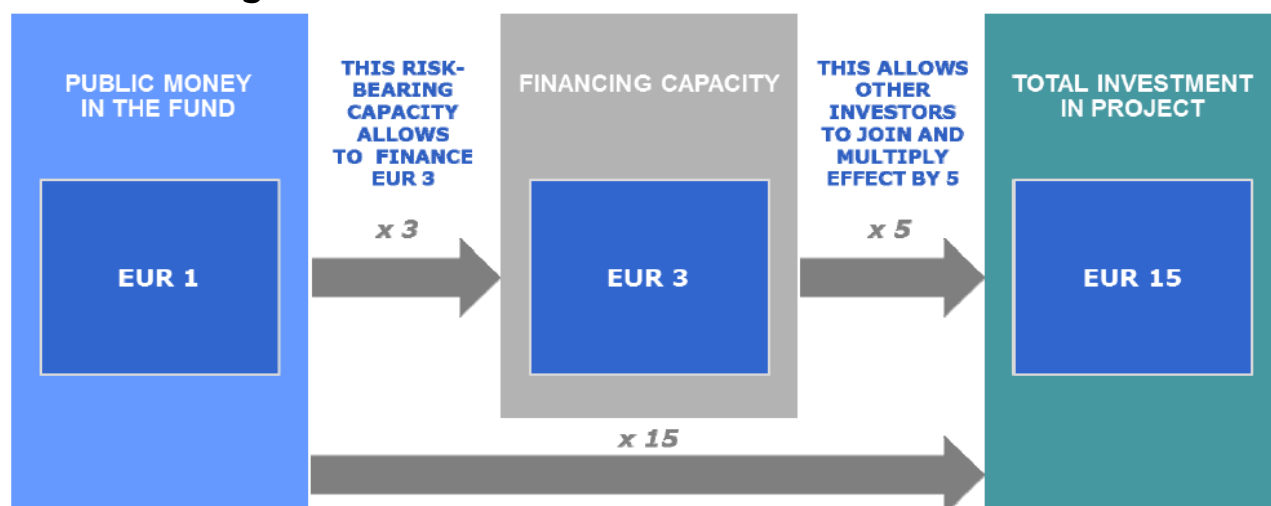 PUBLIC MONEY
IN THE FUND
THIS RISK-
BEARING
CAPACITY
ALLOWS
TO FINANCE
EUR 3
FINANCING CAPACITY
THIS ALLOWS
OTHER
INVESTORS
TO JOIN AND
MULTIPLY
EFFECT BY 5
TOTAL INVESTMENT
IN PROJECT
EUR 1
x 3
EUR 3
x 5
EUR 15
x 15